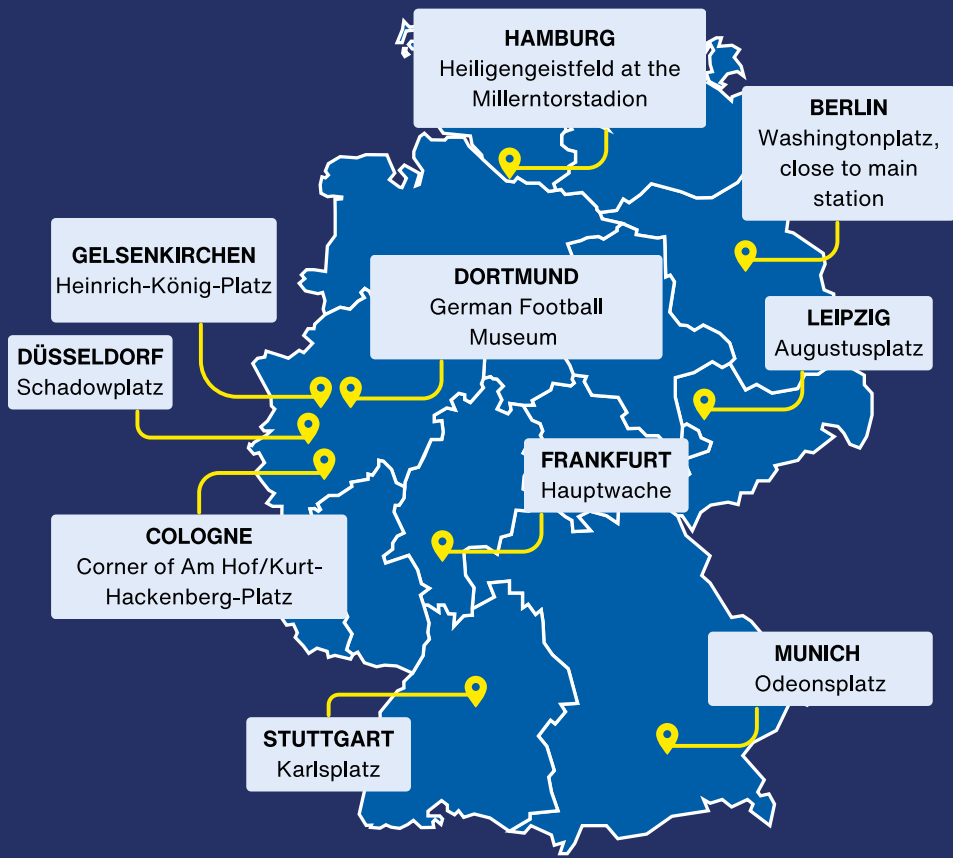 HAMBURG
Heiligengeistfeld at the
Millerntorstadion
BERLIN
Washingtonplatz,
close to main
station
GELSENKIRCHEN
Heinrich-König-Platz
DORTMUND
German Football
Museum
LEIPZIG
Augustusplatz
DÜSSELDORF
Schadowplatz
FRANKFURT
Hauptwache
COLOGNE
Corner of Am Hof/Kurt-
Hackenberg-Platz
MUNICH
Odeonsplatz
STUTTGART
Karlsplatz